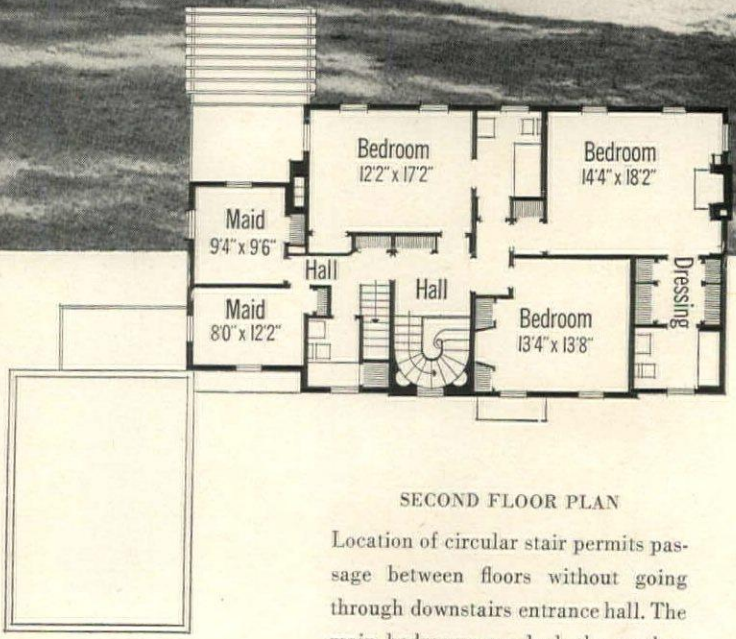 Bedroom
12'2" x 17'2"
Bedroom
14'4" x 18'2"
Maid
9'4" x 9'6"
Hall
Hall
Dressing
Maid
8'0" x 12'2"
Bedroom
13'4" x 13'8"
SECOND FLOOR PLAN
Location of circular stair permits pas-
sage between floors without going
through downstairs entrance hall. The